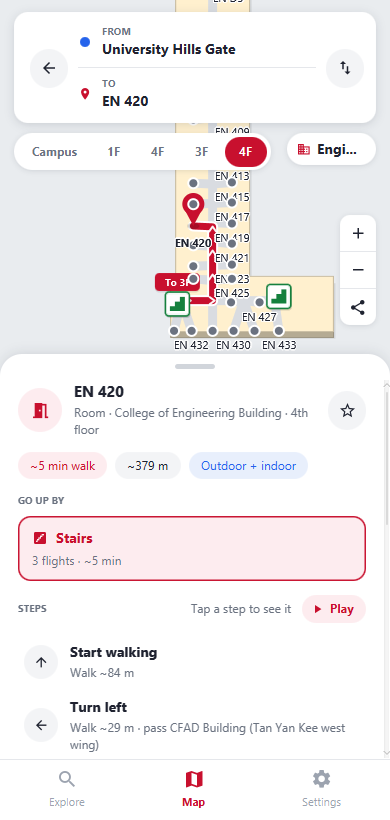 FROM
University Hills Gate
TO
EN 420
Campus
1F
4F
3F
4F
Engi...
EN 409
EN 413
EN 415
EN 417
EN 419
EN 420
EN 421
EN 425
EN 427
EN 432
EN 430
EN 433
EN 420
Room · College of Engineering Building · 4th
floor
~5 min walk
~379 m
Outdoor + indoor
GO UP BY
Stairs
3 flights · ~5 min
STEPS
Tap a step to see it
Play
Start walking
Walk ~84 m
Turn left
Walk ~29 m · pass CFAD Building (Tan Yan Kee west
wing)
Explore
Map
Settings